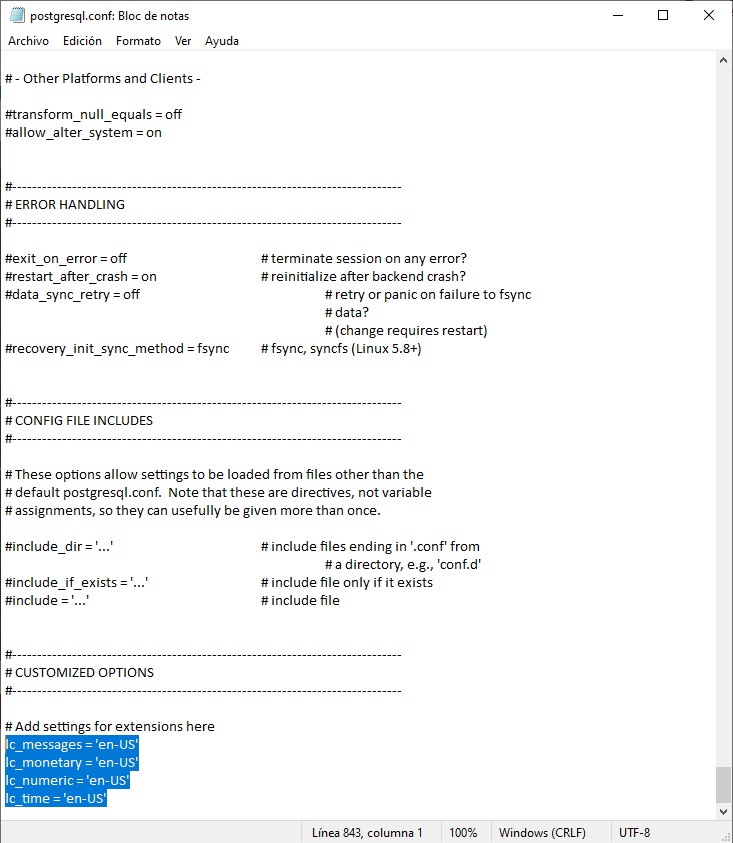 postgresql.conf: Bloc de notas
Archivo Edición Formato Ver Ayuda
# - Other Platforms and Clients -
#transform_null_equals = off
#allow_alter_system = on
#------------------------------------------------------------------------------
# ERROR HANDLING
#------------------------------------------------------------------------------
#exit_on_error = off # terminate session on any error?
#restart_after_crash = on # reinitialize after backend crash?
#data_sync_retry = off # retry or panic on failure to fsync
# data?
# (change requires restart)
#recovery_init_sync_method = fsync # fsync, syncfs (Linux 5.8+)
#------------------------------------------------------------------------------
# CONFIG FILE INCLUDES
#------------------------------------------------------------------------------
# These options allow settings to be loaded from files other than the
# default postgresql.conf.  Note that these are directives, not variable
# assignments, so they can usefully be given more than once.
#include_dir = '...' # include files ending in '.conf' from
# a directory, e.g., 'conf.d'
#include_if_exists = '...' # include file only if it exists
#include = '...' # include file
#------------------------------------------------------------------------------
# CUSTOMIZED OPTIONS
#------------------------------------------------------------------------------
# Add settings for extensions here
lc_messages = 'en-US'
lc_monetary = 'en-US'
lc_numeric = 'en-US'
lc_time = 'en-US'
Línea 843, columna 1 100% Windows (CRLF) UTF-8